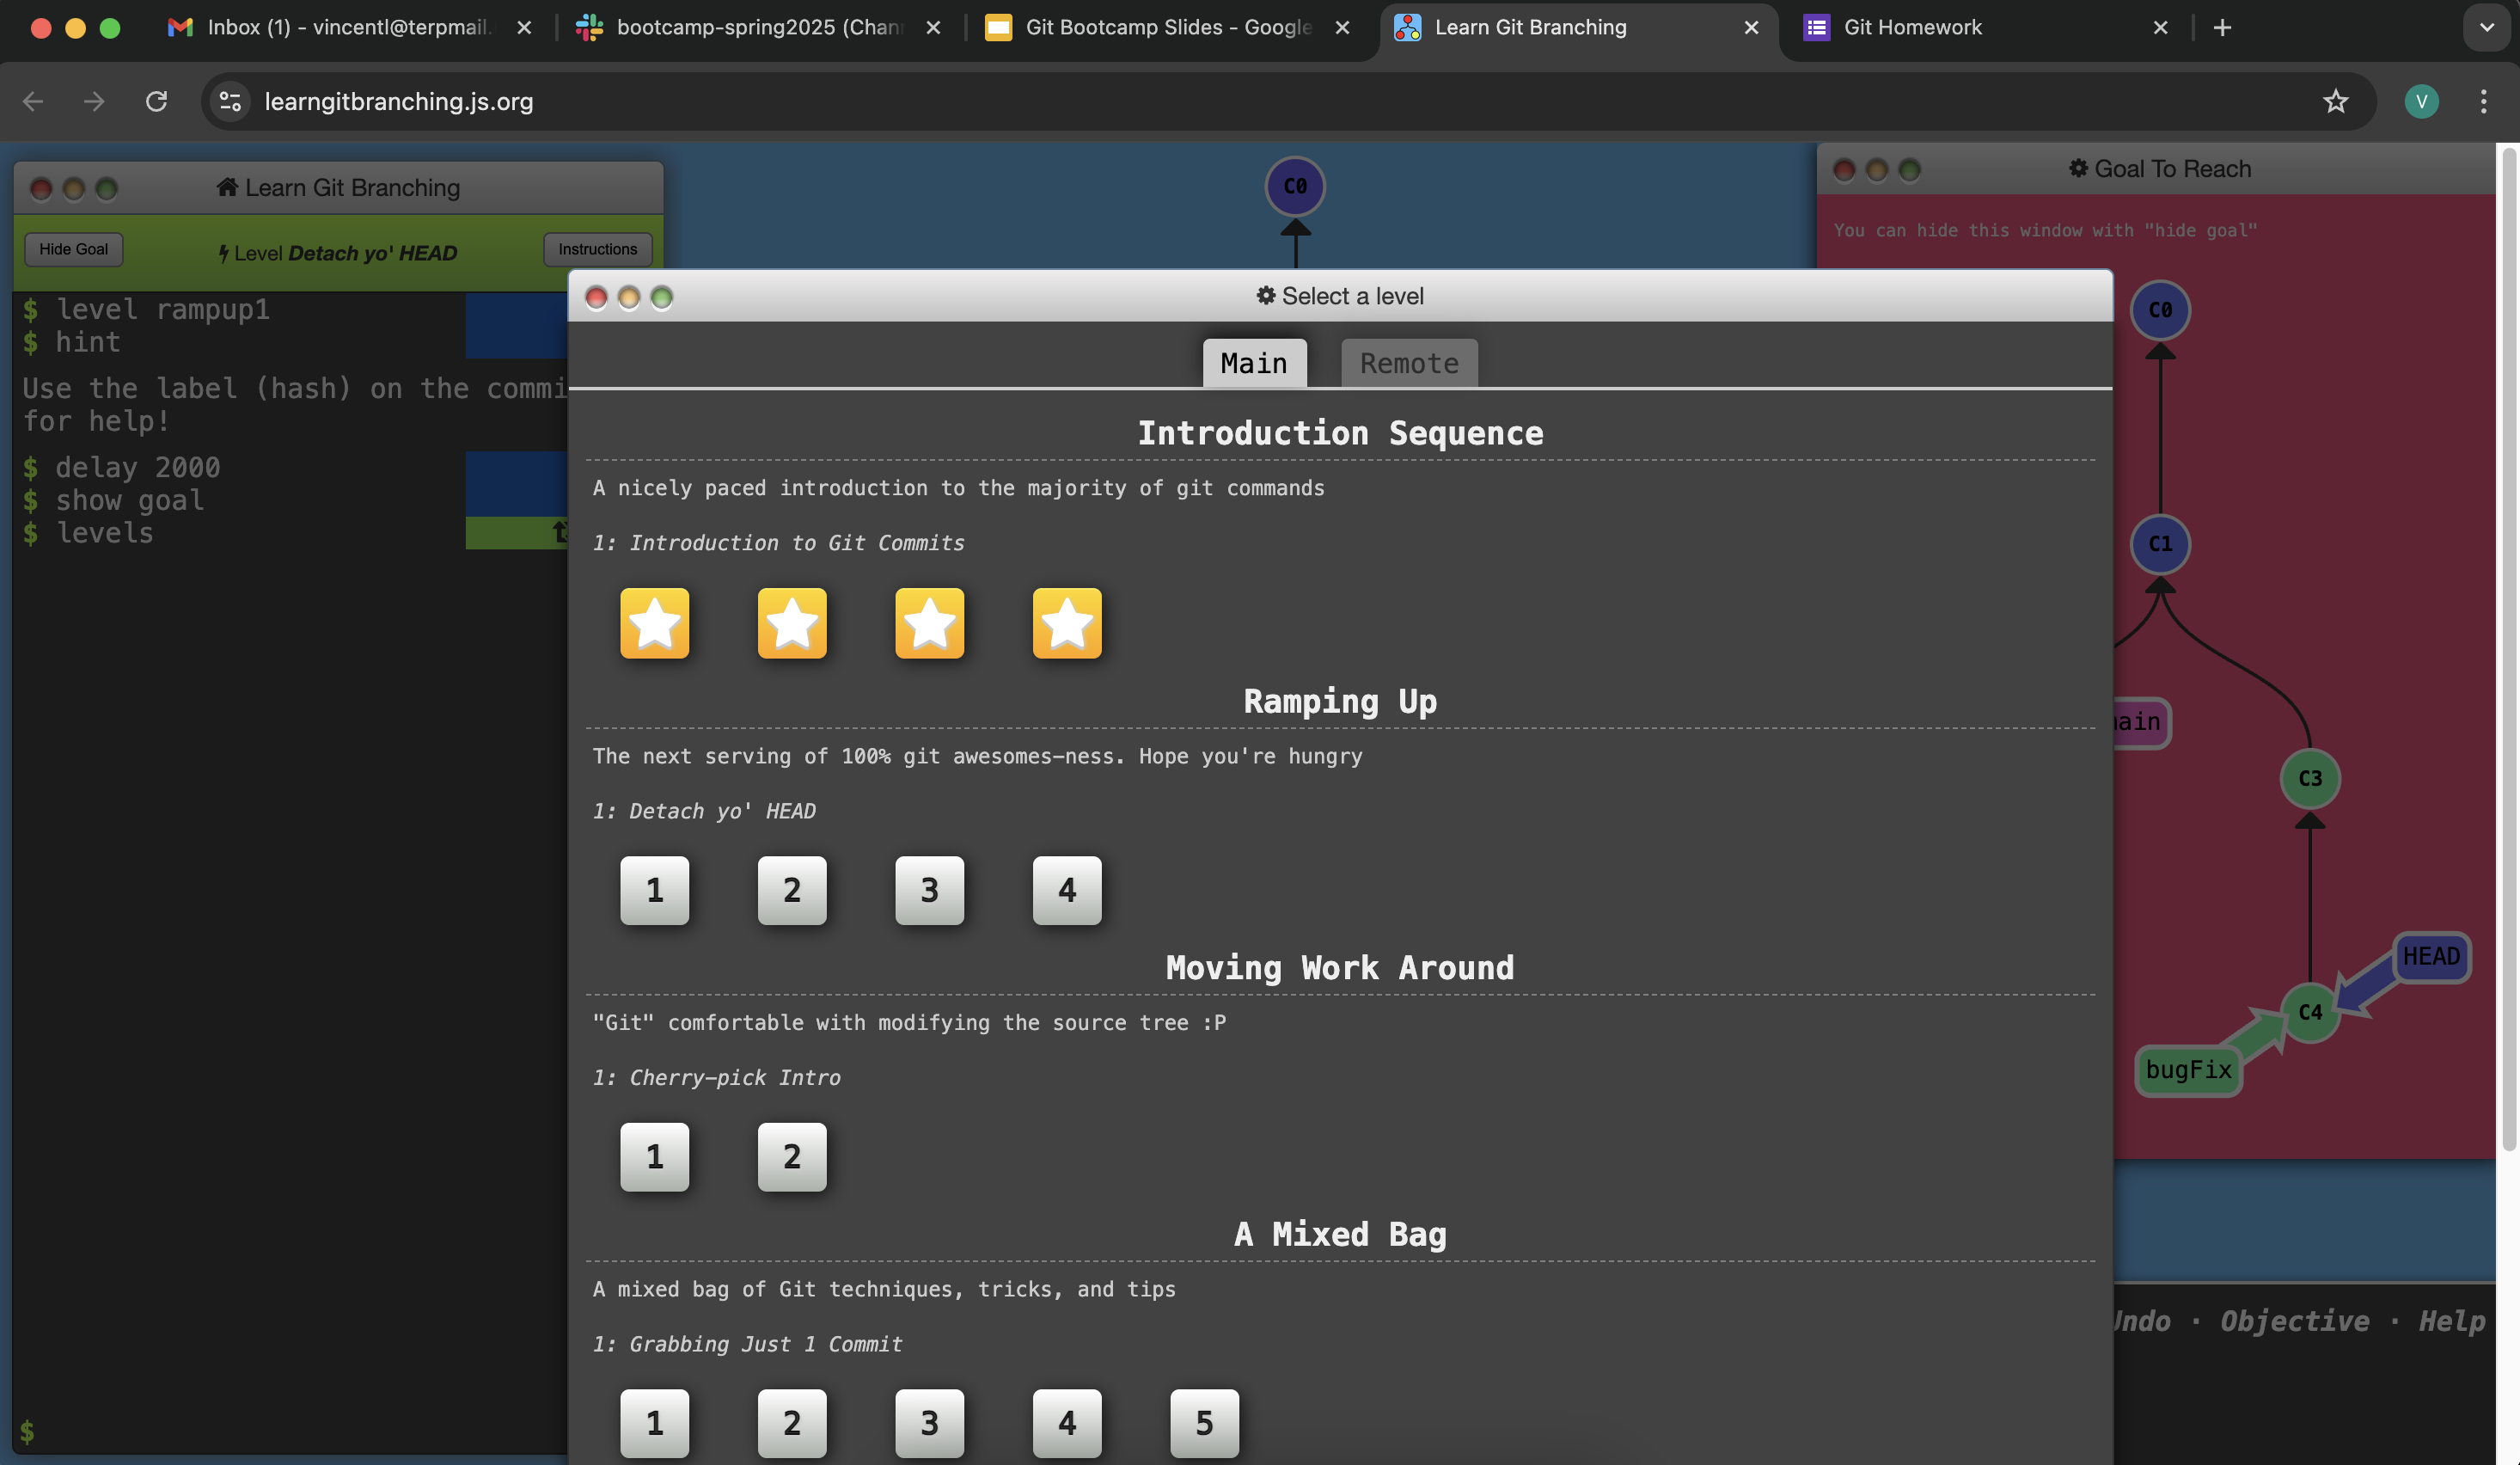 Inbox (1) - vincentl@terpmail.
bootcamp-spring2025 (Chan
Git Bootcamp Slides - Google
Learn Git Branching
Git Homework
learngitbranching.js.org
V
Learn Git Branching
Hide Goal
Level Detach yo' HEAD
Instructions
$ level rampup1
$ hint
Use the label (hash) on the commi
for help!
$ delay 2000
$ show goal
$ levels
$
C0
Select a level
Main
Remote
Introduction Sequence
A nicely paced introduction to the majority of git commands
1: Introduction to Git Commits
Ramping Up
The next serving of 100% git awesomes-ness. Hope you're hungry
1: Detach yo' HEAD
1 2 3 4
Moving Work Around
"Git" comfortable with modifying the source tree :P
1: Cherry-pick Intro
1 2
A Mixed Bag
A mixed bag of Git techniques, tricks, and tips
1: Grabbing Just 1 Commit
1 2 3 4 5
Goal To Reach
You can hide this window with "hide goal"
C0
C1
main
C3
HEAD
C4
bugFix
Undo · Objective · Help